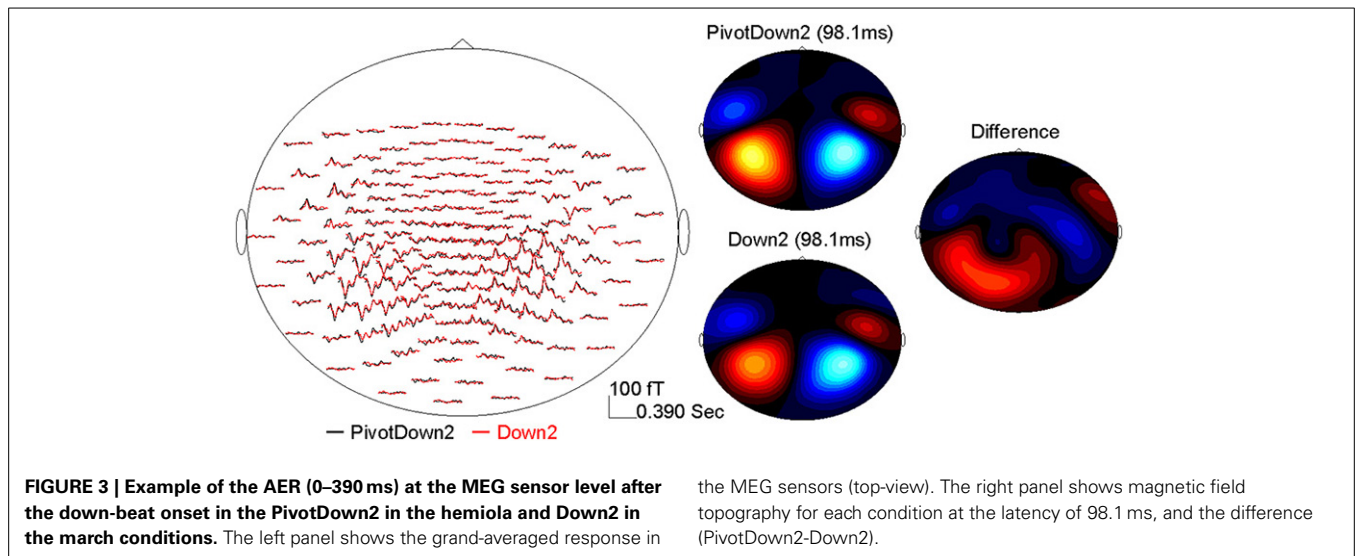 PivotDown2 (98.1ms)
Difference
Down2 (98.1ms)
100 fT
0.390 Sec
— PivotDown2 — Down2
FIGURE 3 | Example of the AER (0–390 ms) at the MEG sensor level after
the down-beat onset in the PivotDown2 in the hemiola and Down2 in
the march conditions. The left panel shows the grand-averaged response in
the MEG sensors (top-view). The right panel shows magnetic field
topography for each condition at the latency of 98.1 ms, and the difference
(PivotDown2-Down2).